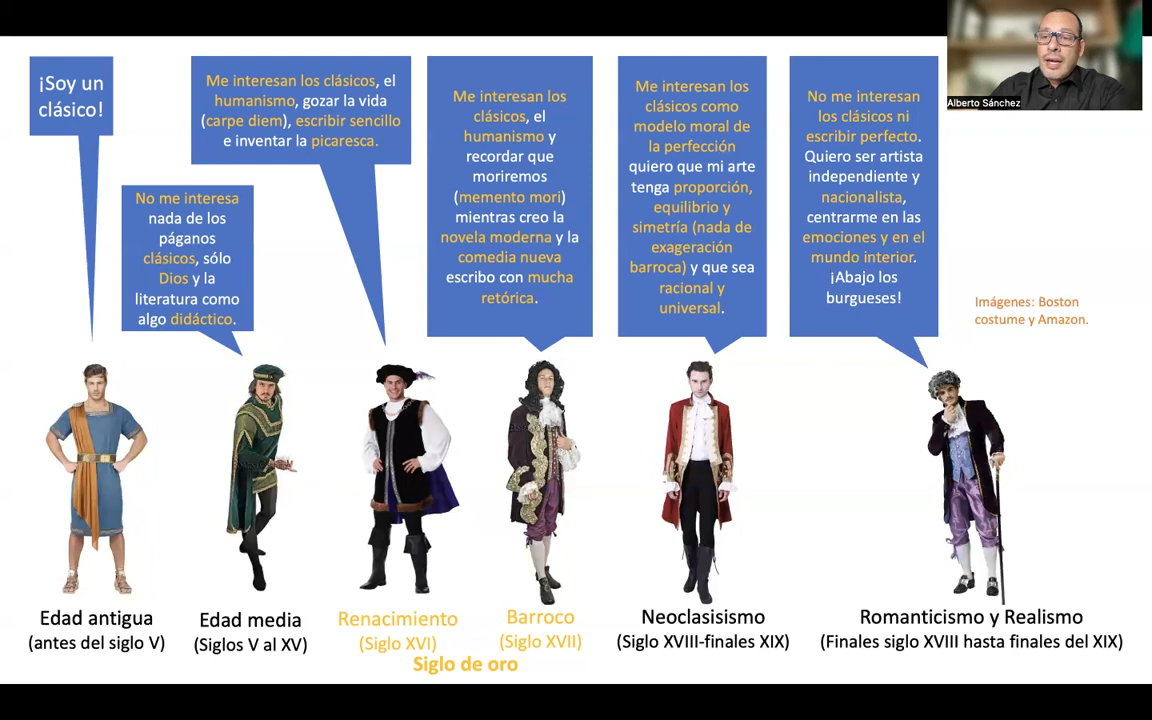 ¡Soy un
clásico!
No me interesa
nada de los
páganos
clásicos, sólo
Dios y la
literatura como
algo didáctico.
Me interesan los clásicos, el
humanismo, gozar la vida
(carpe diem), escribir sencillo
e inventar la picaresca.
Me interesan los
clásicos, el
humanismo y
recordar que
moriremos
(memento mori)
mientras creo la
novela moderna y la
comedia nueva
escribo con mucha
retórica.
Me interesan los
clásicos como
modelo moral de
la perfección
quiero que mi arte
tenga proporción,
equilibrio y
simetría (nada de
exageración
barroca) y que sea
racional y
universal.
No me interesan
los clásicos ni
escribir perfecto.
Quiero ser artista
independiente y
nacionalista,
centrarme en las
emociones y en el
mundo interior.
¡Abajo los
burgueses!
Alberto Sánchez
Imágenes: Boston
costume y Amazon.
Edad antigua
(antes del siglo V)
Edad media
(Siglos V al XV)
Renacimiento
(Siglo XVI)
Barroco
(Siglo XVII)
Siglo de oro
Neoclasisismo
(Siglo XVIII-finales XIX)
Romanticismo y Realismo
(Finales siglo XVIII hasta finales del XIX)